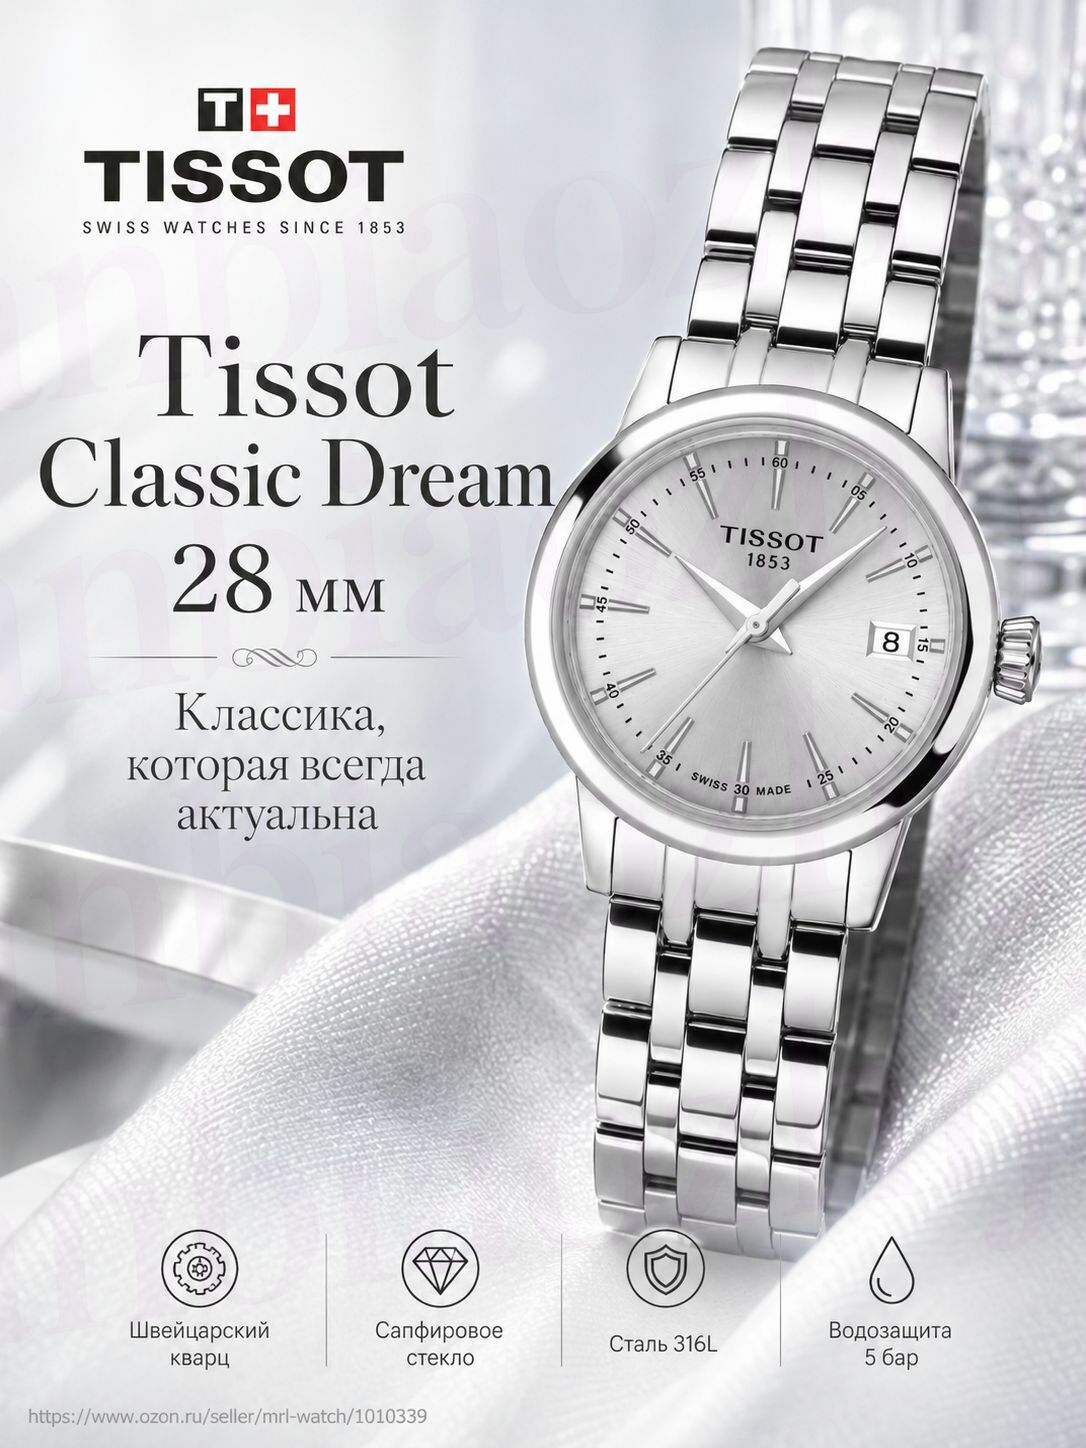 TISSOT
SWISS WATCHES SINCE 1853
Tissot
Classic Dream
28 мм
Классика,
которая всегда
актуальна
60
05
10
15
20
25
SWISS 30 MADE
35
40
45
50
55
TISSOT
1853
8
Швейцарский
кварц
Сапфировое
стекло
Сталь 316L
Водозащита
5 бар
https://www.ozon.ru/seller/mrl-watch/1010339